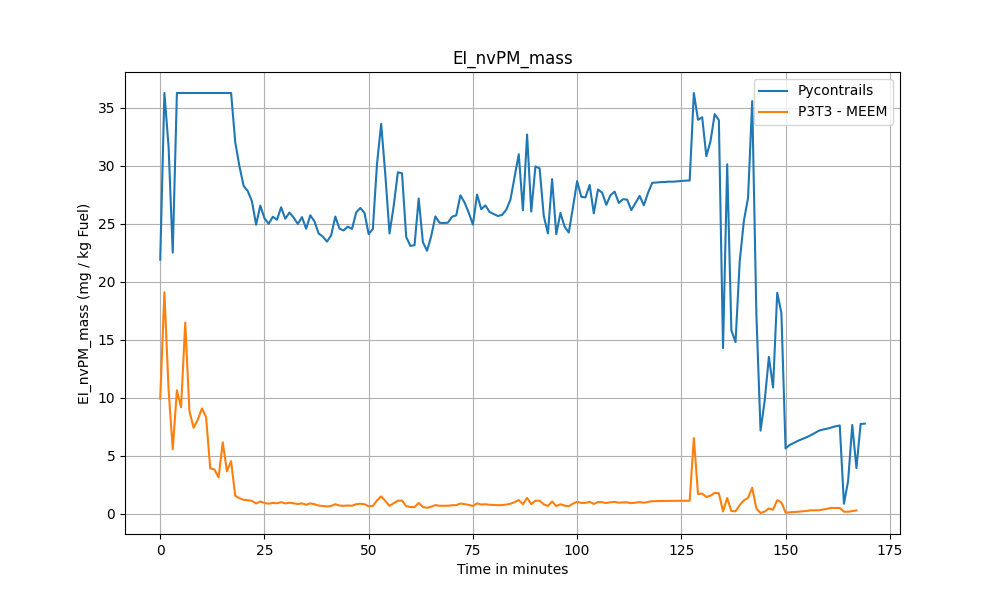 EI_nvPM_mass
Pycontrails
P3T3 - MEEM
EI_nvPM_mass (mg / kg Fuel)
35
30
25
20
15
10
5
0
0 25 50 75 100 125 150 175
Time in minutes